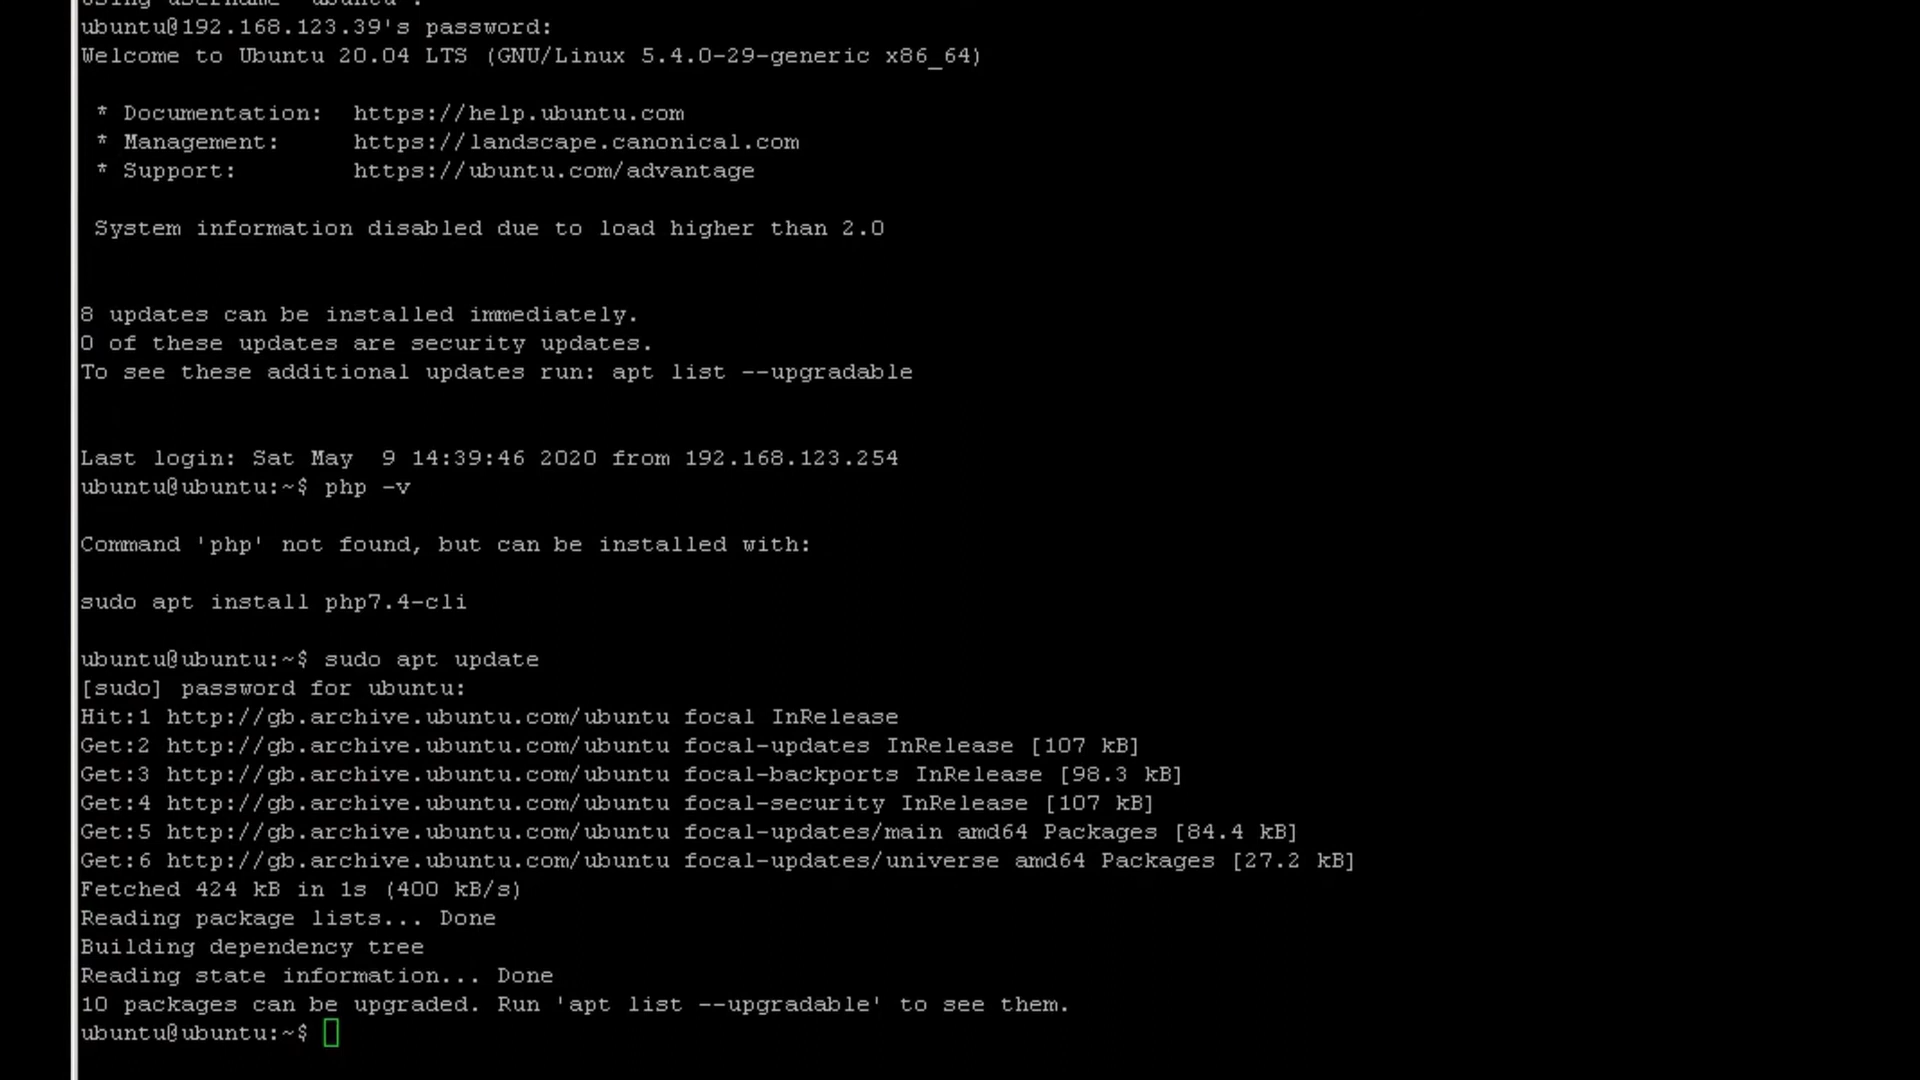 using username "ubuntu".
ubuntu@192.168.123.39's password:
Welcome to Ubuntu 20.04 LTS (GNU/Linux 5.4.0-29-generic x86_64)
* Documentation:  https://help.ubuntu.com
* Management:     https://landscape.canonical.com
* Support:        https://ubuntu.com/advantage
System information disabled due to load higher than 2.0
8 updates can be installed immediately.
0 of these updates are security updates.
To see these additional updates run: apt list --upgradable
Last login: Sat May  9 14:39:46 2020 from 192.168.123.254
ubuntu@ubuntu:~$ php -v
Command 'php' not found, but can be installed with:
sudo apt install php7.4-cli
ubuntu@ubuntu:~$ sudo apt update
[sudo] password for ubuntu:
Hit:1 http://gb.archive.ubuntu.com/ubuntu focal InRelease
Get:2 http://gb.archive.ubuntu.com/ubuntu focal-updates InRelease [107 kB]
Get:3 http://gb.archive.ubuntu.com/ubuntu focal-backports InRelease [98.3 kB]
Get:4 http://gb.archive.ubuntu.com/ubuntu focal-security InRelease [107 kB]
Get:5 http://gb.archive.ubuntu.com/ubuntu focal-updates/main amd64 Packages [84.4 kB]
Get:6 http://gb.archive.ubuntu.com/ubuntu focal-updates/universe amd64 Packages [27.2 kB]
Fetched 424 kB in 1s (400 kB/s)
Reading package lists... Done
Building dependency tree
Reading state information... Done
10 packages can be upgraded. Run 'apt list --upgradable' to see them.
ubuntu@ubuntu:~$